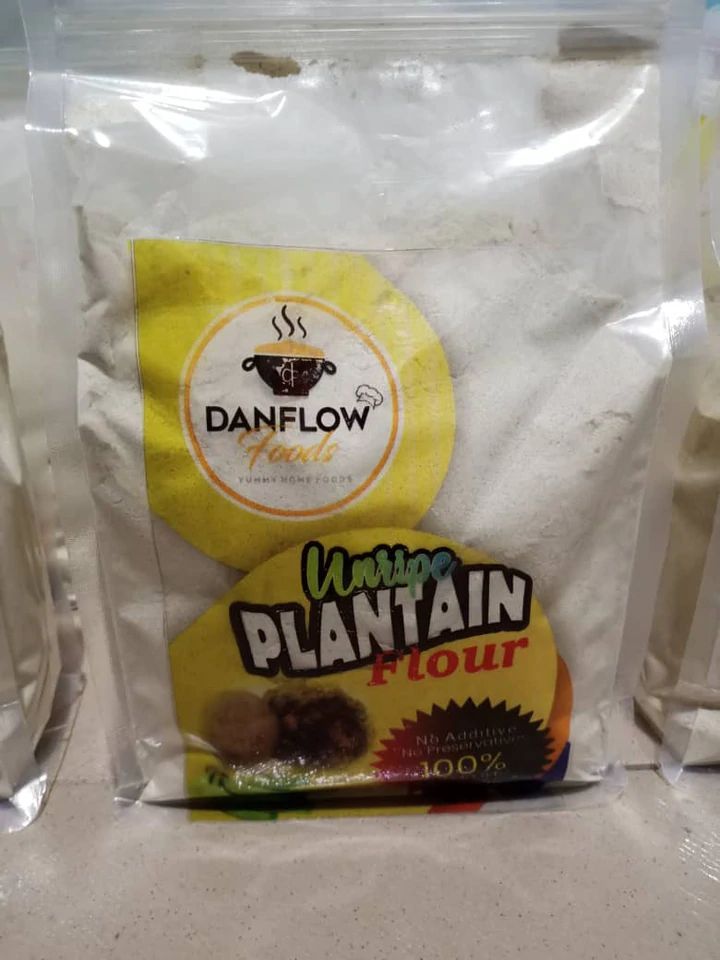 DANFLOW
Foods
YUMMY HOME FOODS
Unripe
PLANTAIN
Flour
No Additive
No Preservative
100%